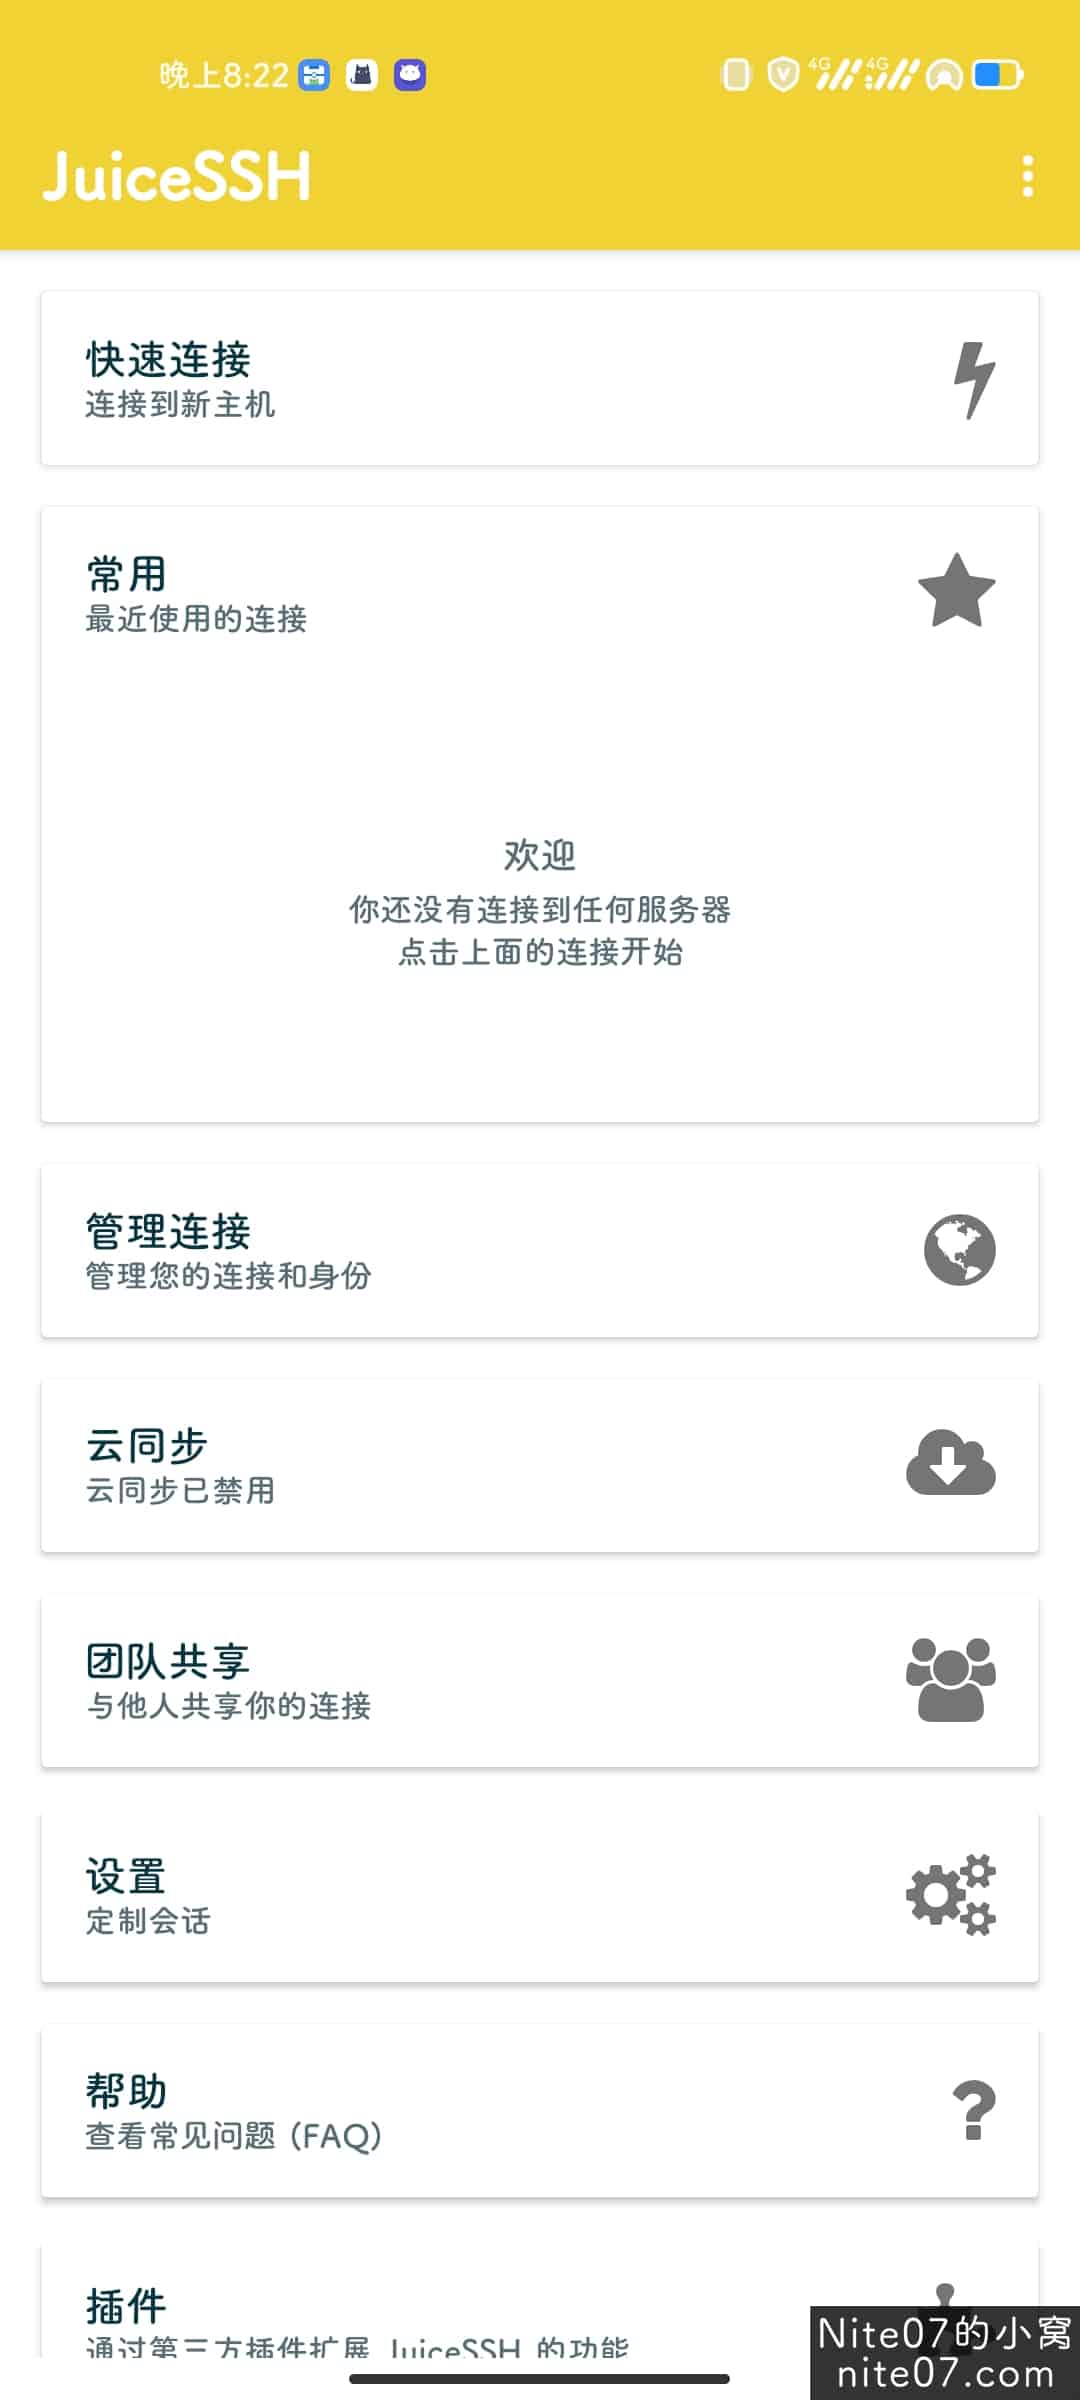 晚上8:22
4G 4G
JuiceSSH
快速连接
连接到新主机
常用
最近使用的连接
欢迎
你还没有连接到任何服务器
点击上面的连接开始
管理连接
管理您的连接和身份
云同步
云同步已禁用
团队共享
与他人共享你的连接
设置
定制会话
帮助
查看常见问题 (FAQ)
插件
通过第三方插件扩展 JuiceSSH 的功能
Nite07的小窝
nite07.com